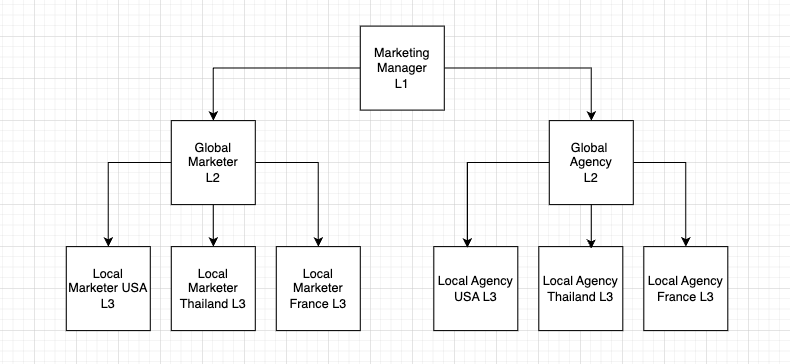 Marketing
Manager
L1
Global
Marketer
L2
Global
Agency
L2
Local
Marketer USA
L3
Local
Marketer
Thailand L3
Local
Marketer
France L3
Local Agency
USA L3
Local Agency
Thailand L3
Local Agency
France L3